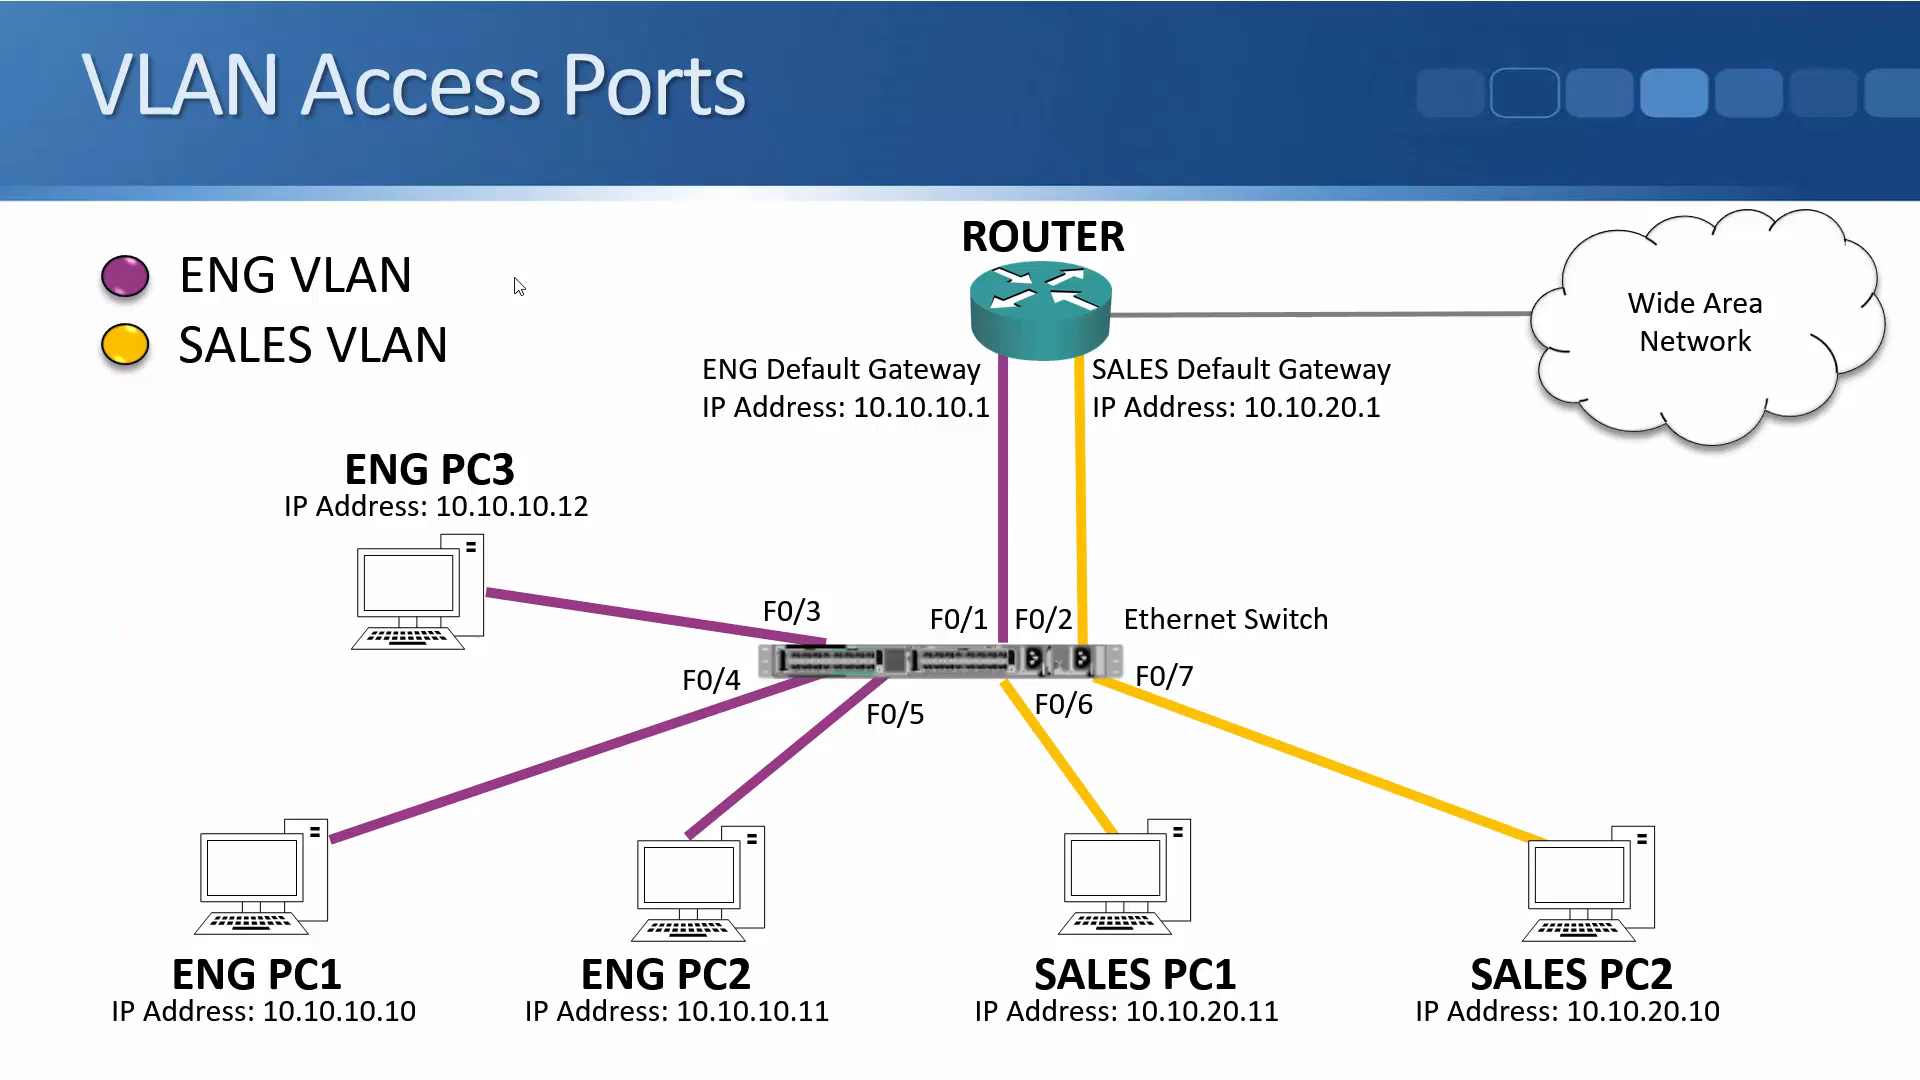 VLAN Access Ports
ENG VLAN
SALES VLAN
ROUTER
Wide Area
Network
ENG Default Gateway
IP Address: 10.10.10.1
SALES Default Gateway
IP Address: 10.10.20.1
ENG PC3
IP Address: 10.10.10.12
F0/3
F0/1
F0/2
Ethernet Switch
F0/4
F0/5
F0/6
F0/7
ENG PC1
IP Address: 10.10.10.10
ENG PC2
IP Address: 10.10.10.11
SALES PC1
IP Address: 10.10.20.11
SALES PC2
IP Address: 10.10.20.10